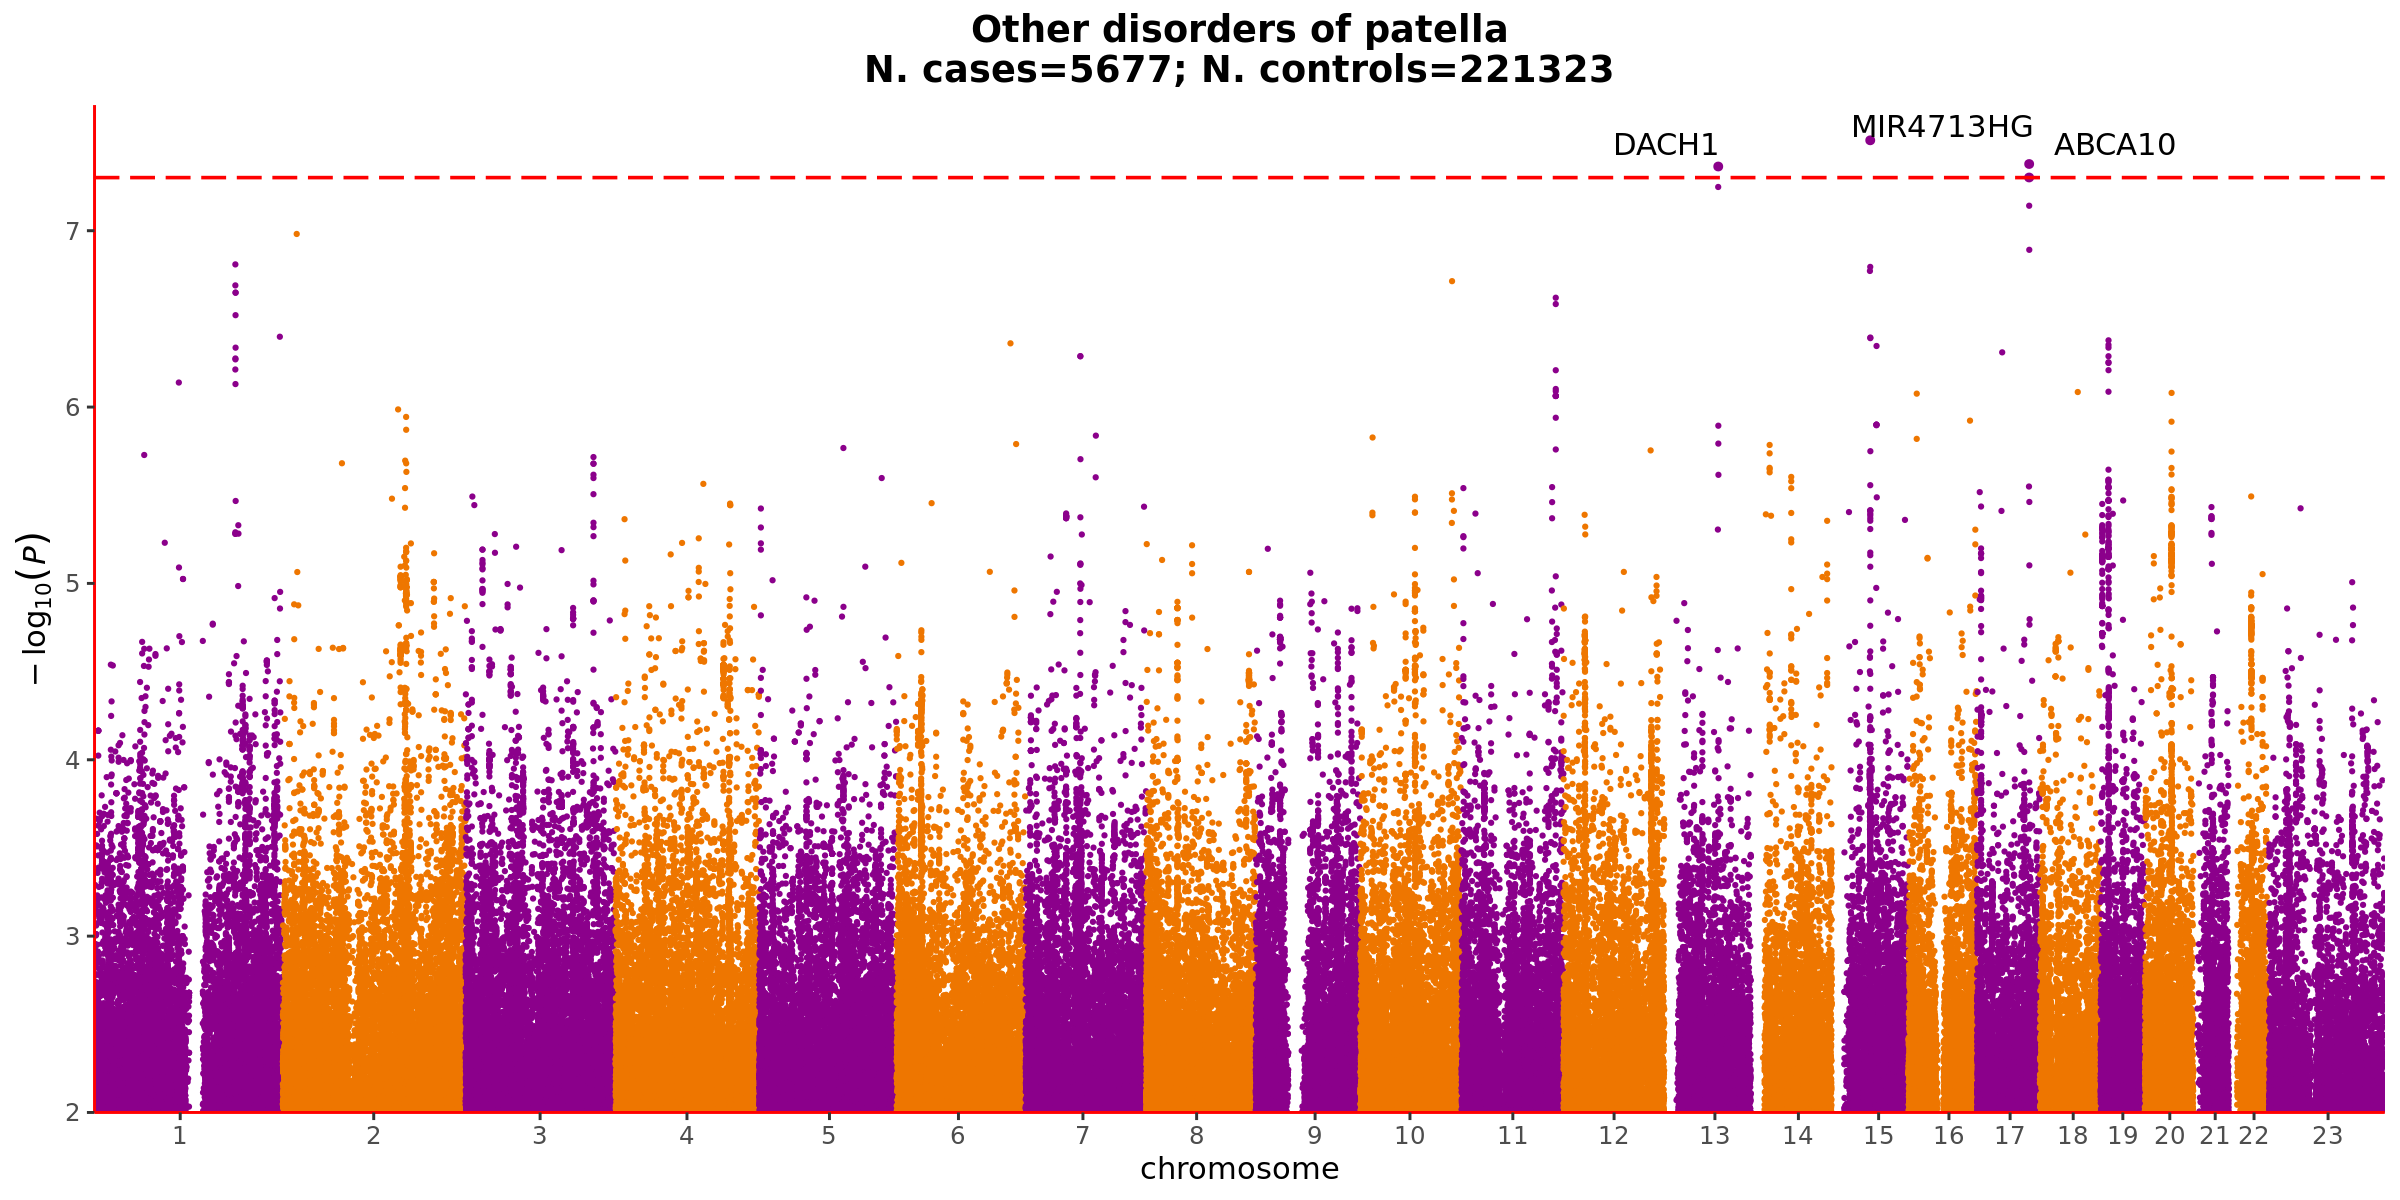 Other disorders of patella
N. cases=5677; N. controls=221323
DACH1
MIR4713HG
ABCA10
−log₁₀(P)
7
6
5
4
3
2
1 2 3 4 5 6 7 8 9 10 11 12 13 14 15 16 17 18 19 20 21 22 23
chromosome